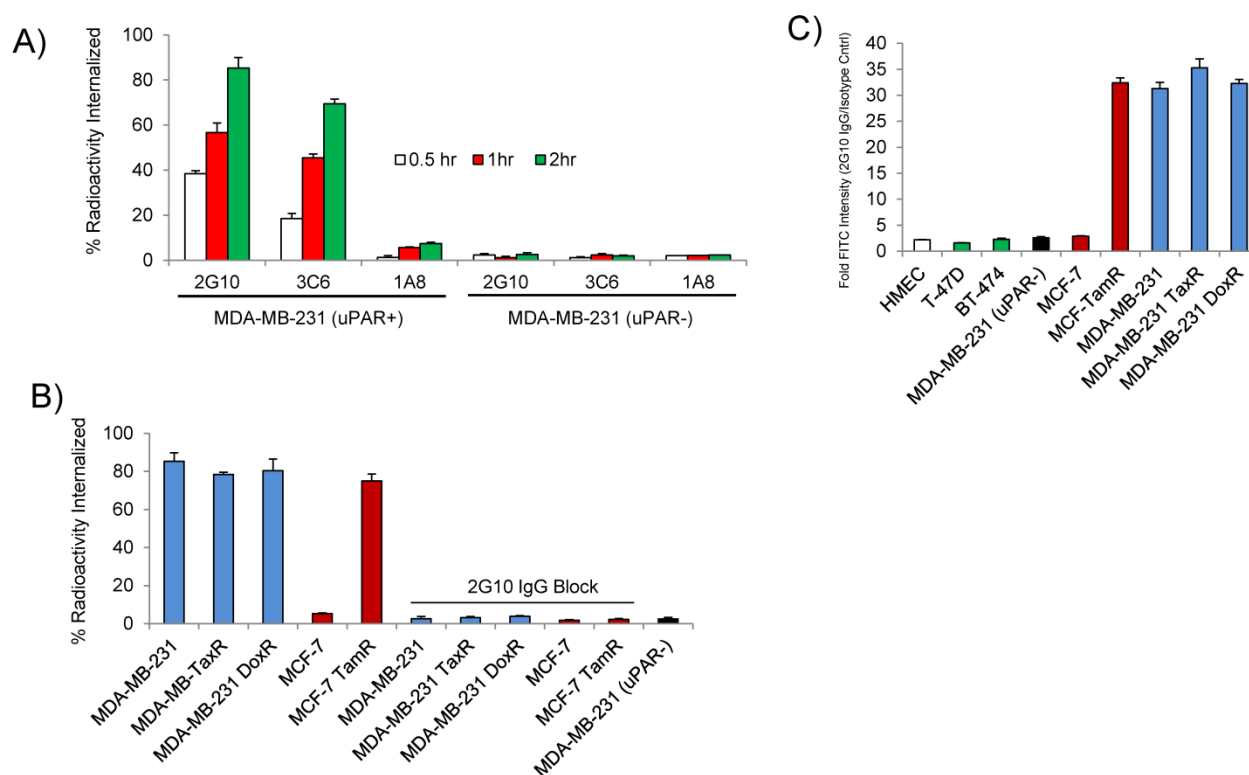 A)
% Radioactivity Internalized
100
80
60
40
20
0
0.5 hr 1hr 2hr
2G10 3C6 1A8 2G10 3C6 1A8
MDA-MB-231 (uPAR+) MDA-MB-231 (uPAR-)
B)
% Radioactivity Internalized
100
80
60
40
20
0
2G10 IgG Block
MDA-MB-231
MDA-MB-TaxR
MDA-MB-231 DoxR
MCF-7
MCF-7 TamR
MDA-MB-231
MDA-MB-231 TaxR
MDA-MB-231 DoxR
MCF-7
MCF-7 TamR
MDA-MB-231 (uPAR-)
C)
Fold FITC Intensity (2G10 IgG/Isotype Cntrl)
40
35
30
25
20
15
10
5
0
HMEC
T-47D
BT-474
MDA-MB-231 (uPAR-)
MCF-7
MCF-TamR
MDA-MB-231
MDA-MB-231 TaxR
MDA-MB-231 DoxR